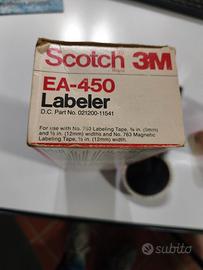 Scotch 3M
EA-450
Labeler
D.C. Part No. 021200-11541
For use with No. 760 Labeling Tape, ⅜ in. (9mm)
and ½ in. (12mm) widths and No. 763 Magnetic
Labeling Tape, ½ in. (12mm) width.
subito